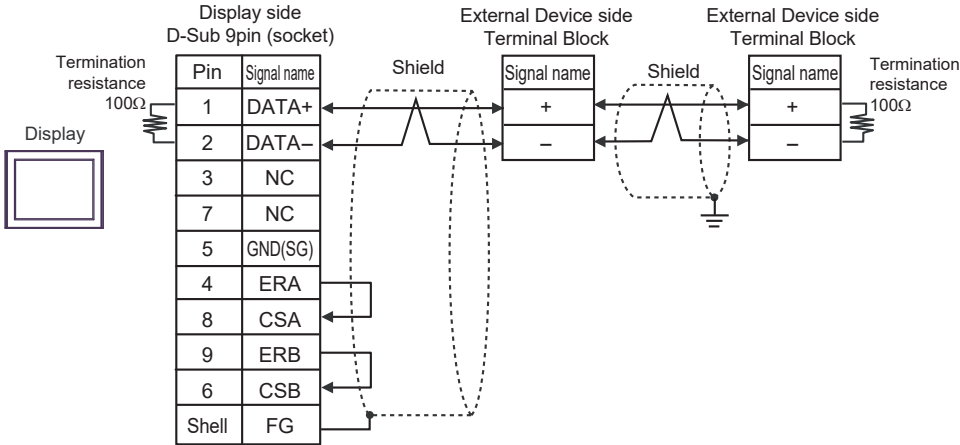 Display side
D-Sub 9pin (socket)
External Device side
Terminal Block
External Device side
Terminal Block
Termination
resistance
100Ω
Display
Pin Signal name
1 DATA+
2 DATA−
3 NC
7 NC
5 GND(SG)
4 ERA
8 CSA
9 ERB
6 CSB
Shell FG
Shield
Signal name
+
−
Shield
Signal name
+
−
Termination
resistance
100Ω